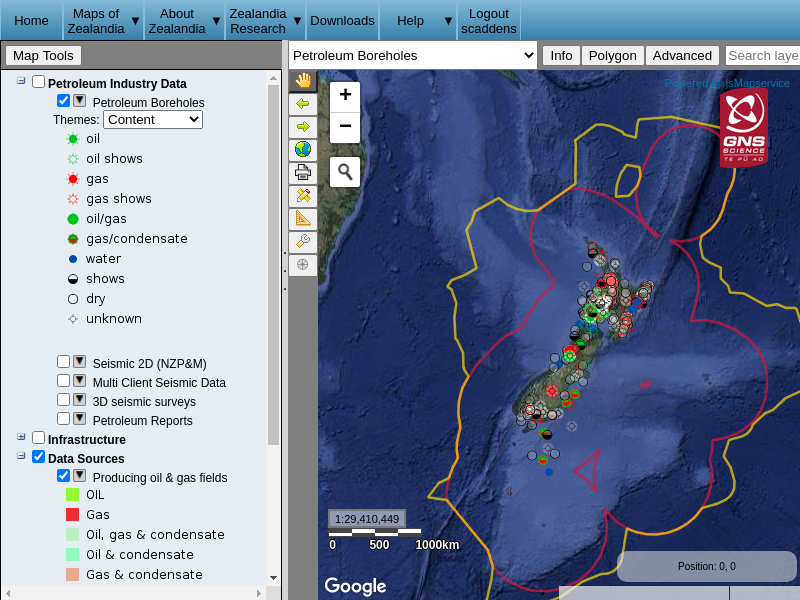 Home
Maps of Zealandia ▼
About Zealandia ▼
Zealandia Research ▼
Downloads
Help ▼
Logout scaddens
Map Tools
Petroleum Boreholes
Info
Polygon
Advanced
Search laye
Petroleum Industry Data
Petroleum Boreholes
Themes: Content
oil
oil shows
gas
gas shows
oil/gas
gas/condensate
water
shows
dry
unknown
Seismic 2D (NZP&M)
Multi Client Seismic Data
3D seismic surveys
Petroleum Reports
Infrastructure
Data Sources
Producing oil & gas fields
OIL
Gas
Oil, gas & condensate
Oil & condensate
Gas & condensate
+
−
Powered by jsMapservice
GNS
SCIENCE
TE PŪ AO
1:29,410,449
0 500 1000km
Google
Position: 0, 0